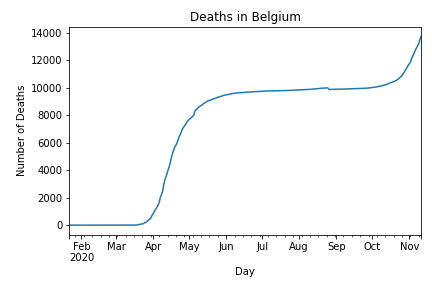 Deaths in Belgium
14000
12000
10000
8000
6000
4000
2000
0
Number of Deaths
Feb Mar Apr May Jun Jul Aug Sep Oct Nov
2020
Day